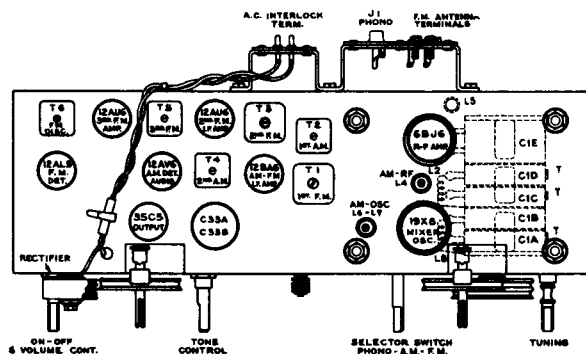 A.C. INTERLOCK
TERM.
J1
PHONO
F.M. ANTENNA
TERMINALS
T6
F.M.
DISC.
12AU6
3RD F.M.
AMP.
T5
3RD F.M.
12AU6
2ND F.M.
I.F. AMP.
T3
2ND F.M.
T2
1ST A.M.
6BJ6
R-F AMP.
L5
C1E
12AL5
F.M.
DET.
12AV6
A.M. DET.
AUDIO
T4
2ND A.M.
12BA6
AM-FM
I.F. AMP.
T1
1ST F.M.
AM-RF
L4
L2
C1D
T
C1C
T
35C5
OUTPUT
C33A
C33B
AM-OSC
L6-L7
19X8
MIXER
OSC.
C1B
C1A
T
L8
RECTIFIER
ON-OFF
& VOLUME CONT.
TONE
CONTROL
SELECTOR SWITCH
PHONO-A.M.-F.M.
TUNING